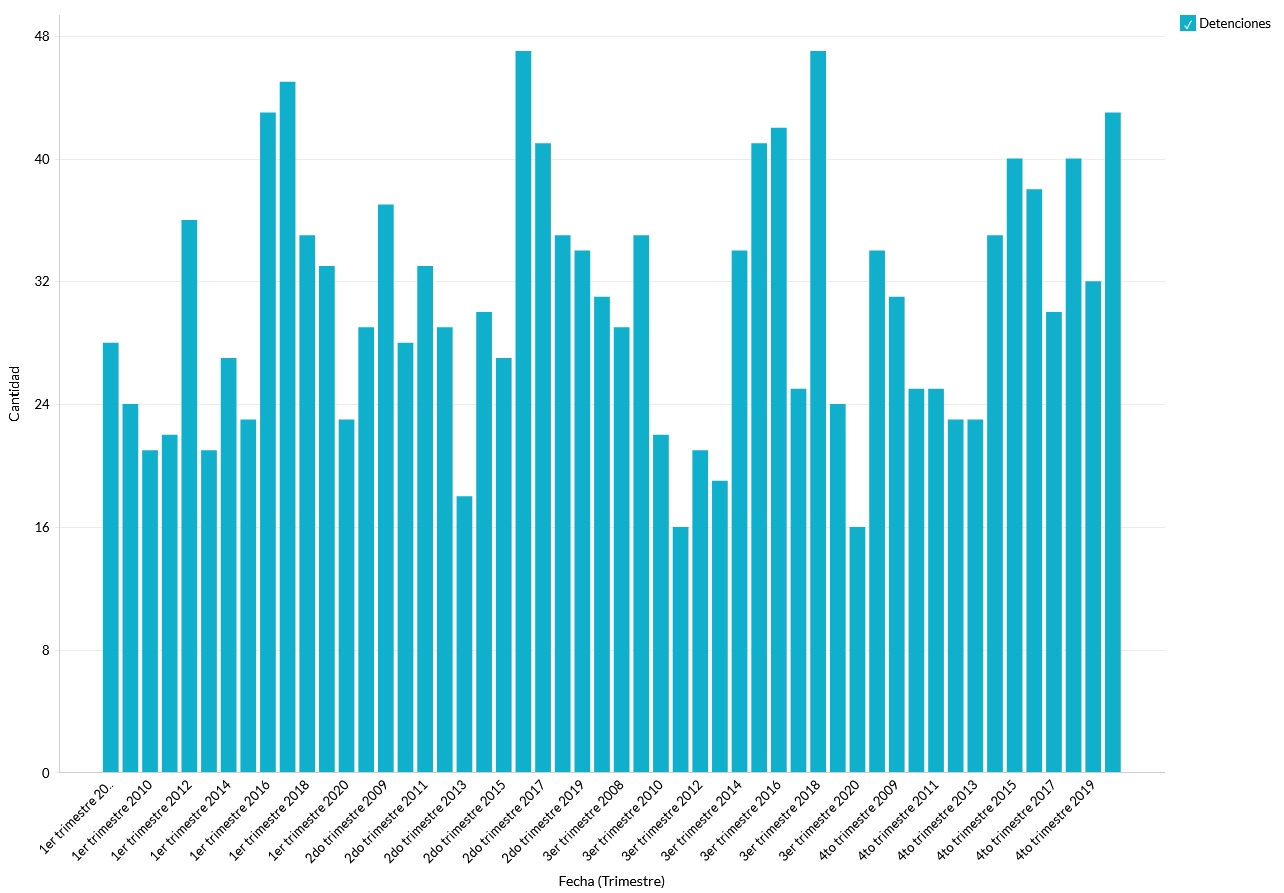 Detenciones
48
40
32
24
16
8
0
Cantidad
1er trimestre 20..
1er trimestre 2010
1er trimestre 2012
1er trimestre 2014
1er trimestre 2016
1er trimestre 2018
1er trimestre 2020
2do trimestre 2009
2do trimestre 2011
2do trimestre 2013
2do trimestre 2015
2do trimestre 2017
2do trimestre 2019
3er trimestre 2008
3er trimestre 2010
3er trimestre 2012
3er trimestre 2014
3er trimestre 2016
3er trimestre 2018
3er trimestre 2020
4to trimestre 2009
4to trimestre 2011
4to trimestre 2013
4to trimestre 2015
4to trimestre 2017
4to trimestre 2019
Fecha (Trimestre)